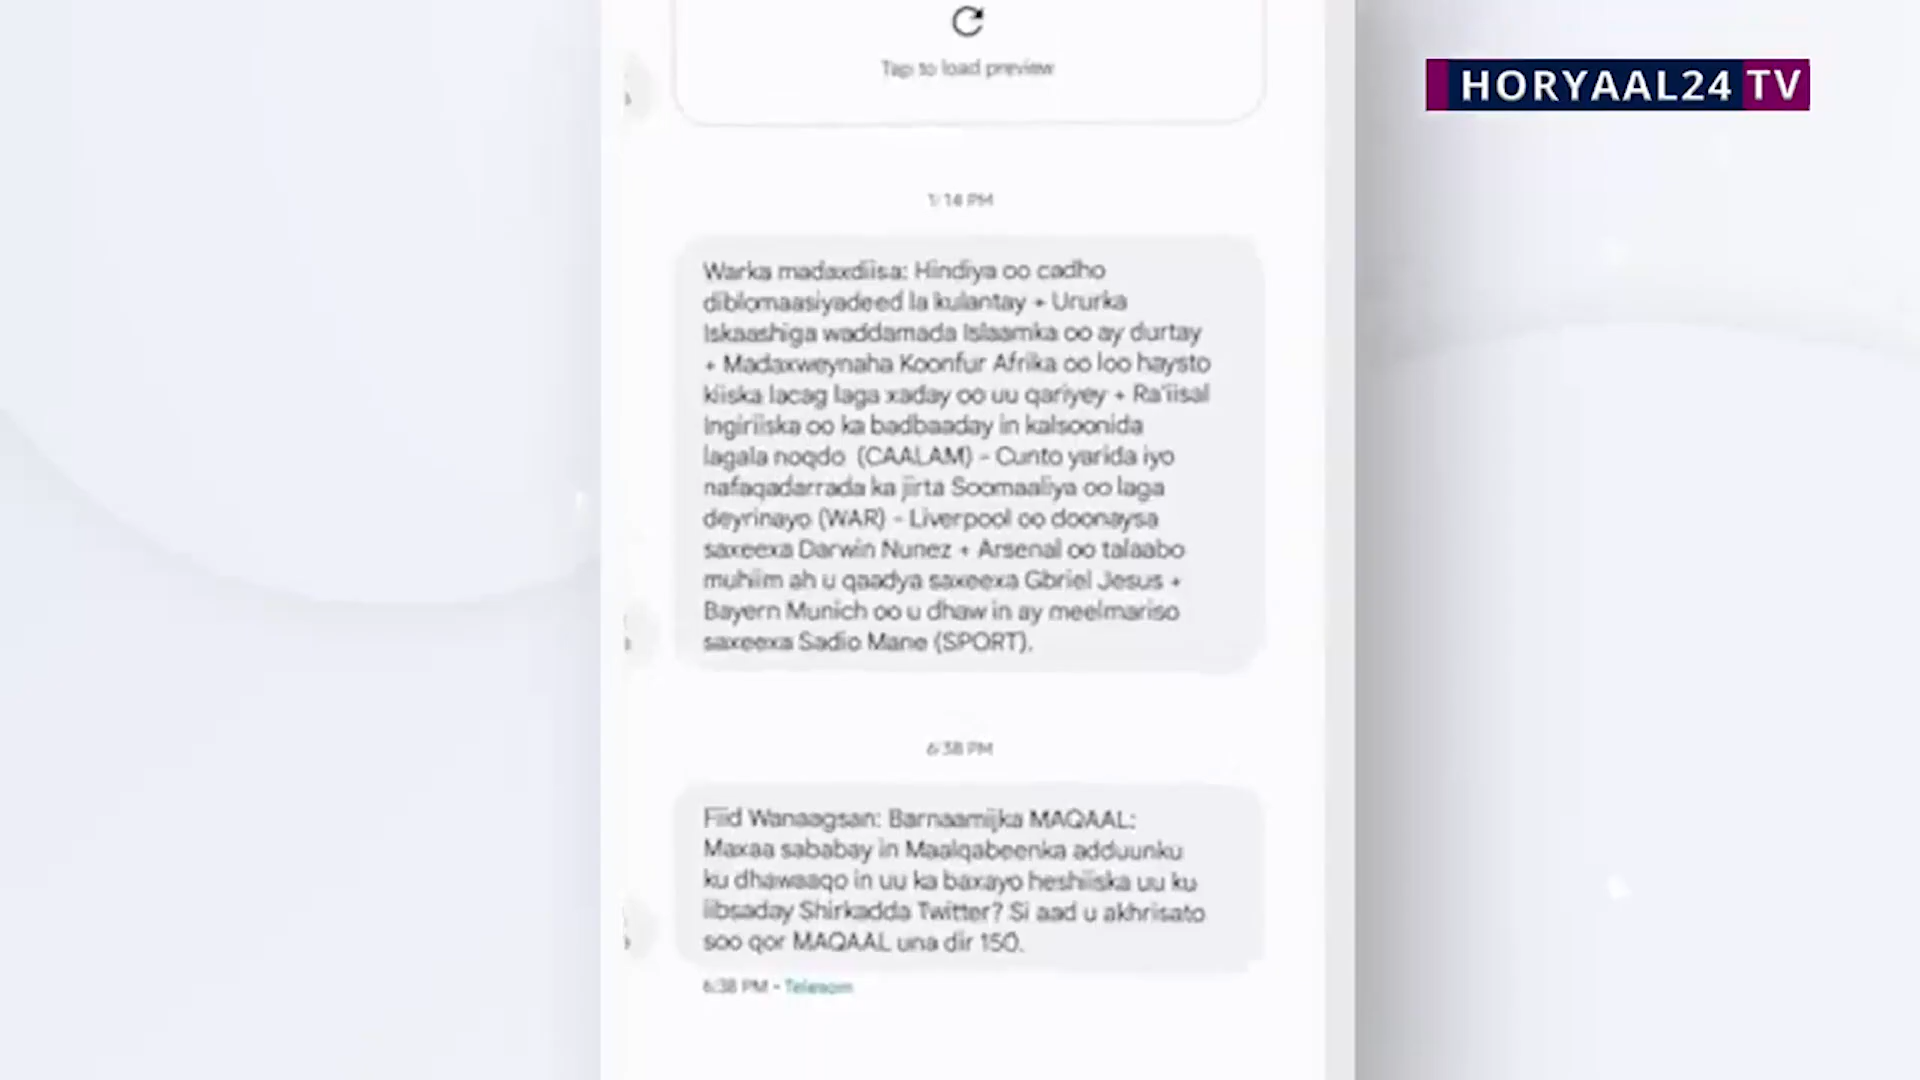 Tap to load preview
HORYAAL24 TV
1:14 PM
Warka madaxdiisa: Hindiya oo cadho
diblomaasiyadeed la kulantay + Ururka
Iskaashiga waddamada Islaamka oo ay durtay
+ Madaxweynaha Koonfur Afrika oo loo haysto
kiiska lacag laga xaday oo uu qariyey + Ra'iisal
Ingiriiska oo ka badbaaday in kalsoonida
lagala noqdo (CAALAM) - Cunto yarida iyo
nafaqadarrada ka jirta Soomaaliya oo laga
deyrinayo (WAR) - Liverpool oo doonaysa
saxeexa Darwin Nunez + Arsenal oo talaabo
muhiim ah u qaadya saxeexa Gbriel Jesus +
Bayern Munich oo u dhaw in ay meelmariso
saxeexa Sadio Mane (SPORT).
6:38 PM
Fiid Wanaagsan: Barnaamijka MAQAAL:
Maxaa sababay in Maalqabeenka adduunku
ku dhawaaqo in uu ka baxayo heshiiska uu ku
iibsaday Shirkadda Twitter? Si aad u akhrisato
soo qor MAQAAL una dir 150.
6:38 PM - Telesom